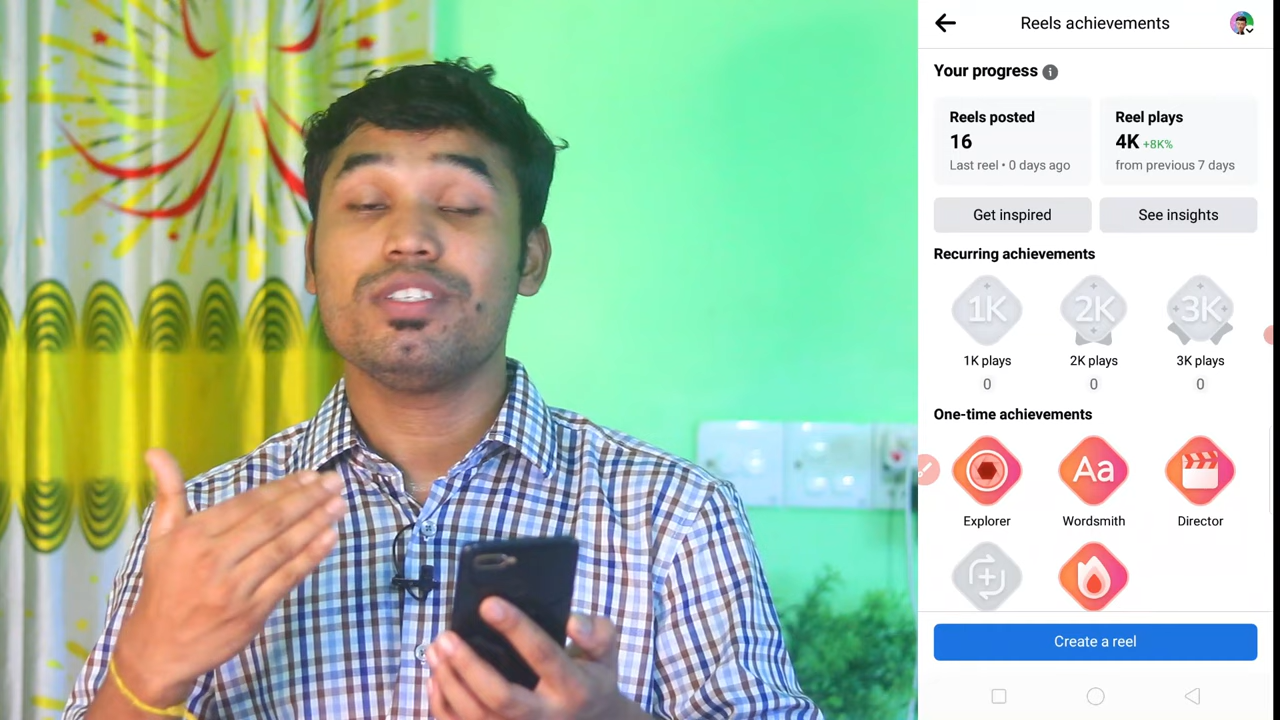 Reels achievements
Your progress
Reels posted
16
Last reel • 0 days ago
Reel plays
4K +8K%
from previous 7 days
Get inspired
See insights
Recurring achievements
1K 2K 3K
1K plays 2K plays 3K plays
0 0 0
One-time achievements
Aa
Explorer Wordsmith Director
Create a reel